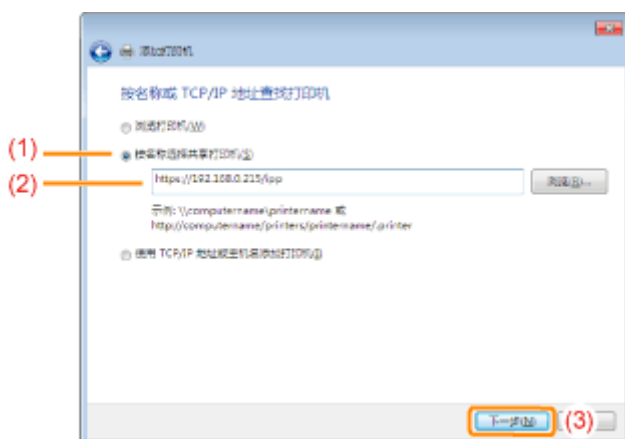 添加打印机
按名称或 TCP/IP 地址查找打印机
浏览打印机(W)
(1)
按名称选择共享打印机(S)
(2)
https://192.168.0.215/ipp
浏览(R)...
示例: \\computername\printername 或
http://computername/printers/printername/.printer
使用 TCP/IP 地址或主机名添加打印机(I)
下一步(N)
(3)